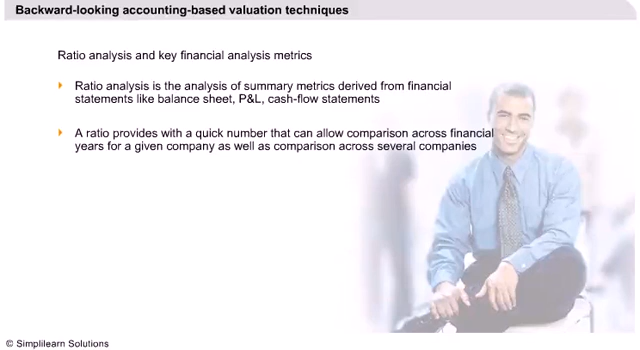 Backward-looking accounting-based valuation techniques
Ratio analysis and key financial analysis metrics
Ratio analysis is the analysis of summary metrics derived from financial
statements like balance sheet, P&L, cash-flow statements
A ratio provides with a quick number that can allow comparison across financial
years for a given company as well as comparison across several companies
© Simplilearn Solutions